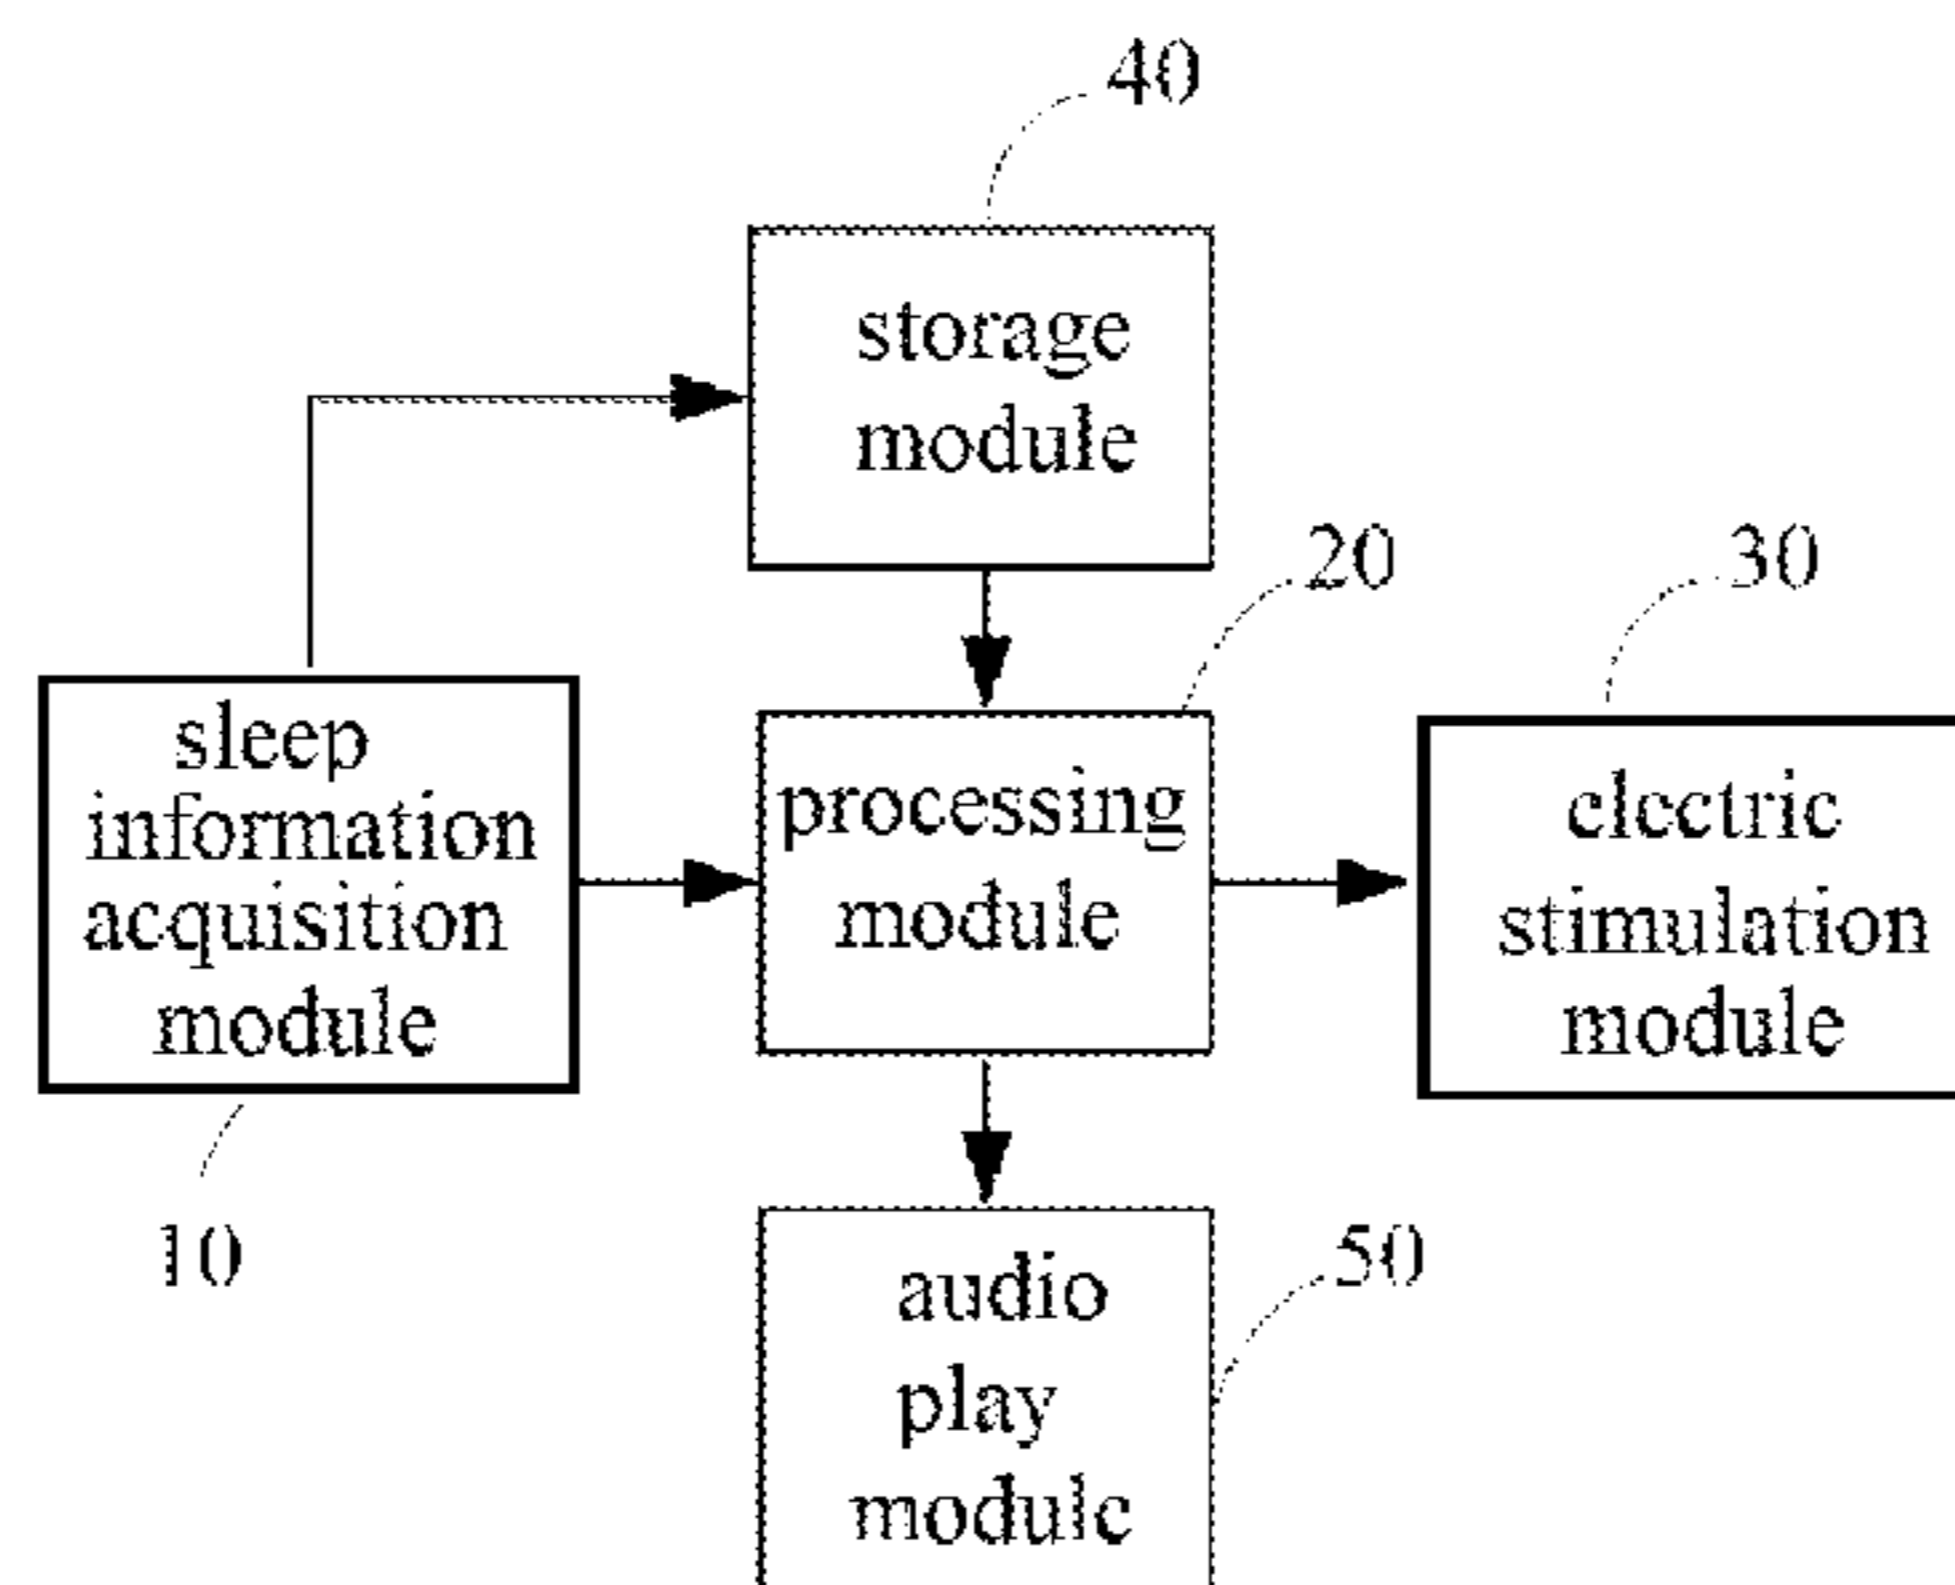 40
storage
module
20
30
sleep
information
acquisition
module
processing
module
electric
stimulation
module
10
audio
play
module
50